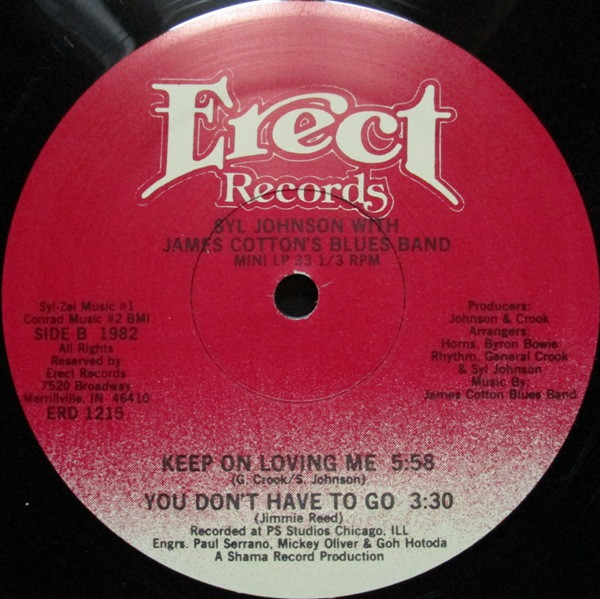 Erect
Records
SYL JOHNSON WITH
JAMES COTTON'S BLUES BAND
MINI LP 33 1/3 RPM
Syl-Zel Music #1
Conrad Music #2 BMI
SIDE B 1982
All Rights
Reserved by
Erect Records
7520 Broadway
Merrillville, IN 46410
ERD 1215
Producers:
Johnson & Crook
Arrangers:
Horns, Byron Bowie
Rhythm, General Crook
& Syl Johnson
Music By:
James Cotton Blues Band
KEEP ON LOVING ME 5:58
(G. Crook/S. Johnson)
YOU DON'T HAVE TO GO 3:30
(Jimmie Reed)
Recorded at PS Studios Chicago, ILL
Engrs. Paul Serrano, Mickey Oliver & Goh Hotoda
A Shama Record Production